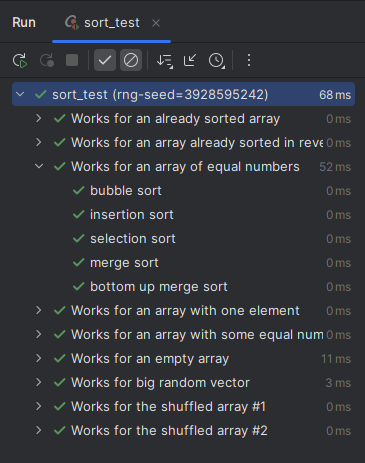 Run sort_test
sort_test (rng-seed=3928595242) 68 ms
Works for an already sorted array 0 ms
Works for an array already sorted in reve 0 ms
Works for an array of equal numbers 52 ms
bubble sort 0 ms
insertion sort 0 ms
selection sort 0 ms
merge sort 0 ms
bottom up merge sort 0 ms
Works for an array with one element 0 ms
Works for an array with some equal num 0 ms
Works for an empty array 11 ms
Works for big random vector 3 ms
Works for the shuffled array #1 0 ms
Works for the shuffled array #2 0 ms